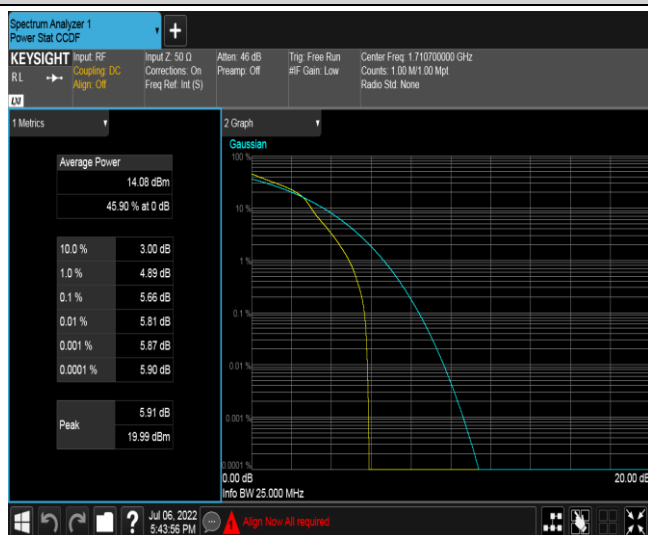 Spectrum Analyzer 1
Power Stat CCDF
+
KEYSIGHT
RL
Input: RF
Coupling: DC
Align: Off
Input Z: 50 Ω
Corrections: On
Freq Ref: Int (S)
Atten: 46 dB
Preamp: Off
Trig: Free Run
#IF Gain: Low
Center Freq: 1.710700000 GHz
Counts: 1.00 M/1.00 Mpt
Radio Std: None
LXI
1 Metrics
Average Power
14.08 dBm
45.90 % at 0 dB
10.0 % 3.00 dB
1.0 % 4.89 dB
0.1 % 5.66 dB
0.01 % 5.81 dB
0.001 % 5.87 dB
0.0001 % 5.90 dB
Peak
5.91 dB
19.99 dBm
2 Graph
Gaussian
100 %
10 %
1 %
0.1 %
0.01 %
0.001 %
0.0001 %
0.00 dB
20.00 dB
Info BW 25.000 MHz
?
Jul 06, 2022
5:43:56 PM
Align Now All required